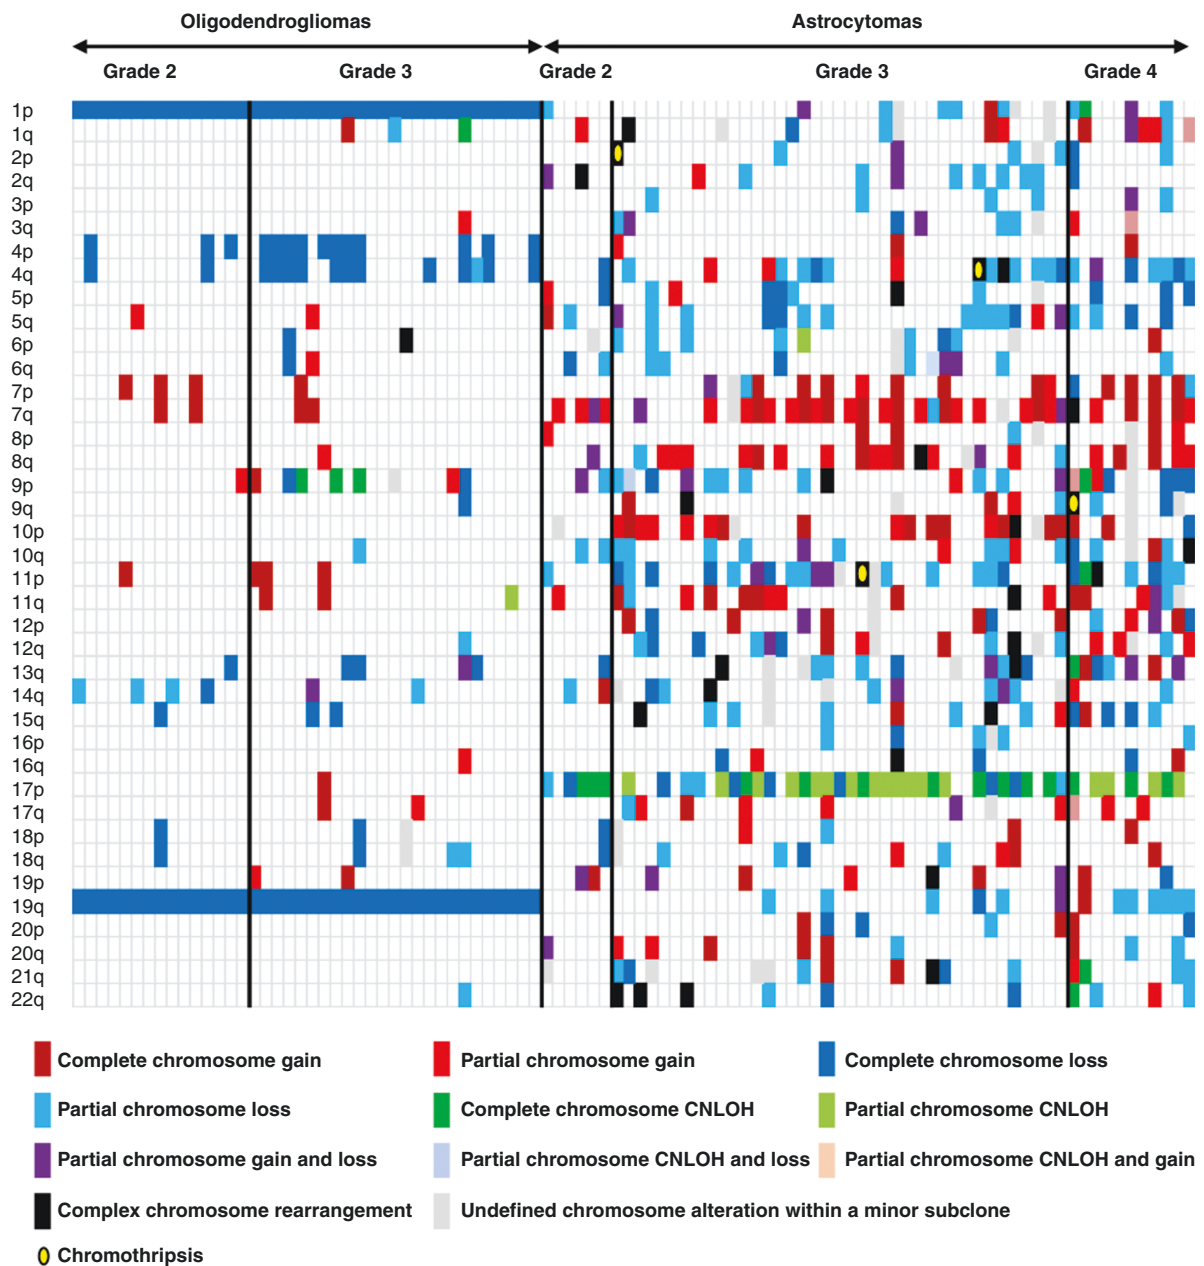 Oligodendrogliomas Astrocytomas
Grade 2 Grade 3 Grade 2 Grade 3 Grade 4
1p
1q
2p
2q
3p
3q
4p
4q
5p
5q
6p
6q
7p
7q
8p
8q
9p
9q
10p
10q
11p
11q
12p
12q
13q
14q
15q
16p
16q
17p
17q
18p
18q
19p
19q
20p
20q
21q
22q
Complete chromosome gain Partial chromosome gain Complete chromosome loss
Partial chromosome loss Complete chromosome CNLOH Partial chromosome CNLOH
Partial chromosome gain and loss Partial chromosome CNLOH and loss Partial chromosome CNLOH and gain
Complex chromosome rearrangement Undefined chromosome alteration within a minor subclone
Chromothripsis